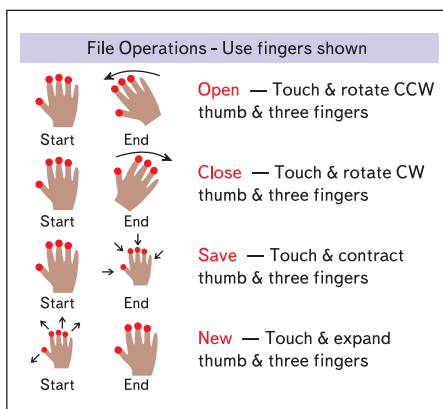 File Operations - Use fingers shown
Open — Touch & rotate CCW
thumb & three fingers
Start End
Close — Touch & rotate CW
thumb & three fingers
Start End
Save — Touch & contract
thumb & three fingers
Start End
New — Touch & expand
thumb & three fingers
Start End